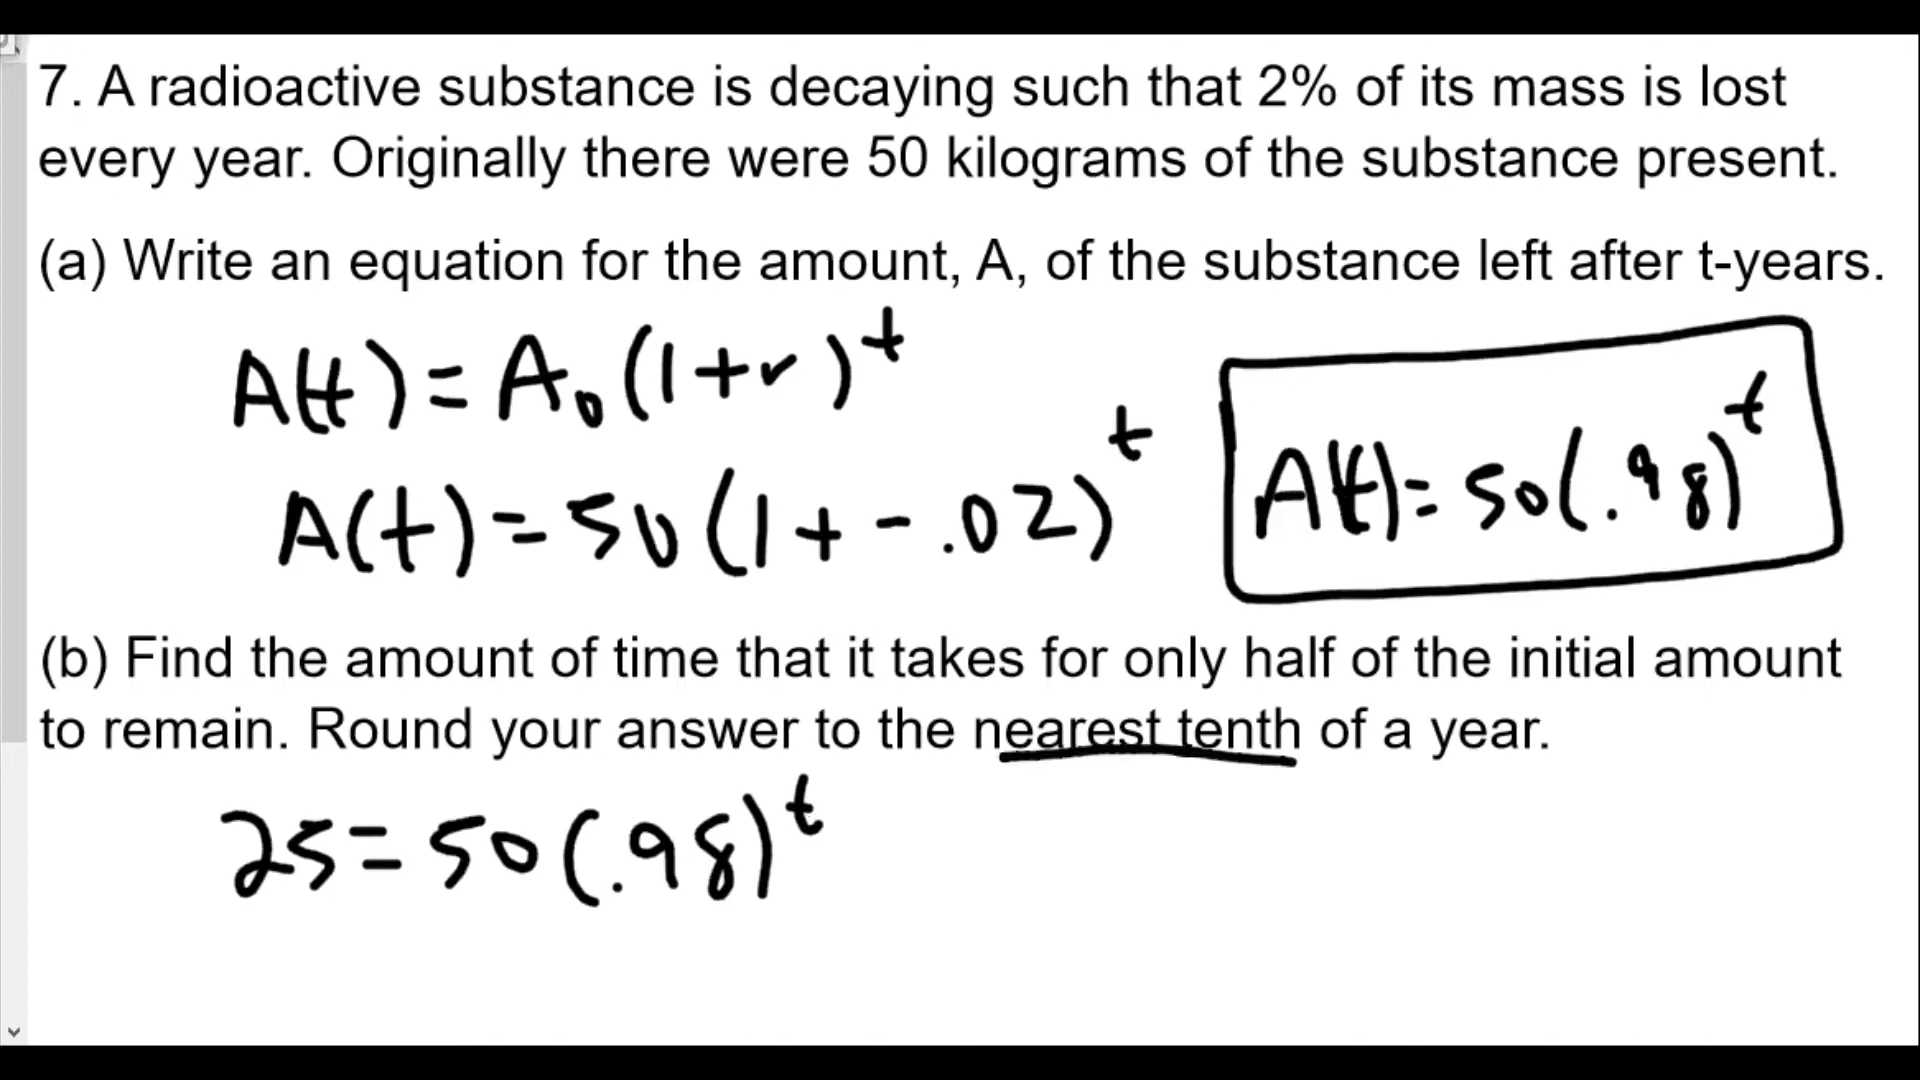 7. A radioactive substance is decaying such that 2% of its mass is lost
every year. Originally there were 50 kilograms of the substance present.
(a) Write an equation for the amount, A, of the substance left after t-years.
A(t) = A₀(1+r)ᵗ
A(t) = 50(1+-.02)ᵗ
A(t) = 50(.98)ᵗ
(b) Find the amount of time that it takes for only half of the initial amount
to remain. Round your answer to the nearest tenth of a year.
25 = 50(.98)ᵗ